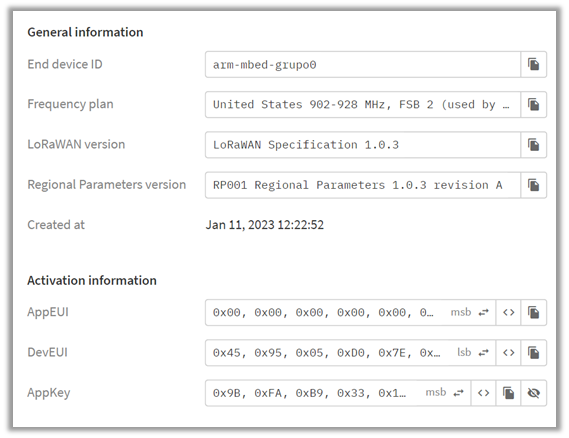 General information
End device ID arm-mbed-grupo0
Frequency plan United States 902-928 MHz, FSB 2 (used by …
LoRaWAN version LoRaWAN Specification 1.0.3
Regional Parameters version RP001 Regional Parameters 1.0.3 revision A
Created at Jan 11, 2023 12:22:52
Activation information
AppEUI 0x00, 0x00, 0x00, 0x00, 0x00, 0… msb
DevEUI 0x45, 0x95, 0x05, 0xD0, 0x7E, 0x… lsb
AppKey 0x9B, 0xFA, 0xB9, 0x33, 0x1… msb